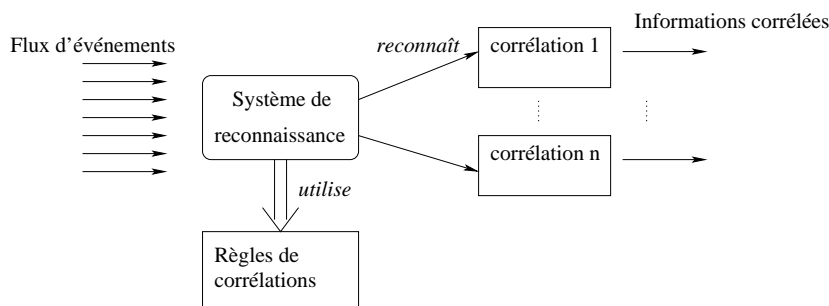 Flux d'événements
Système de
reconnaissance
utilise
Règles de
corrélations
reconnaît
corrélation 1
corrélation n
Informations corrélées